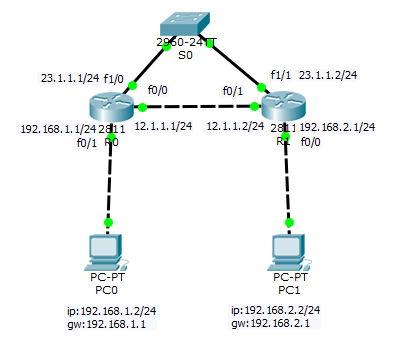 2960-24TT
S0
23.1.1.1/24 f1/0
f1/1 23.1.1.2/24
f0/0
f0/1
192.168.1.1/24
2811
12.1.1.1/24
12.1.1.2/24
2811
192.168.2.1/24
f0/1
R0
R1
f0/0
PC-PT
PC0
PC-PT
PC1
ip:192.168.1.2/24
gw:192.168.1.1
ip:192.168.2.2/24
gw:192.168.2.1